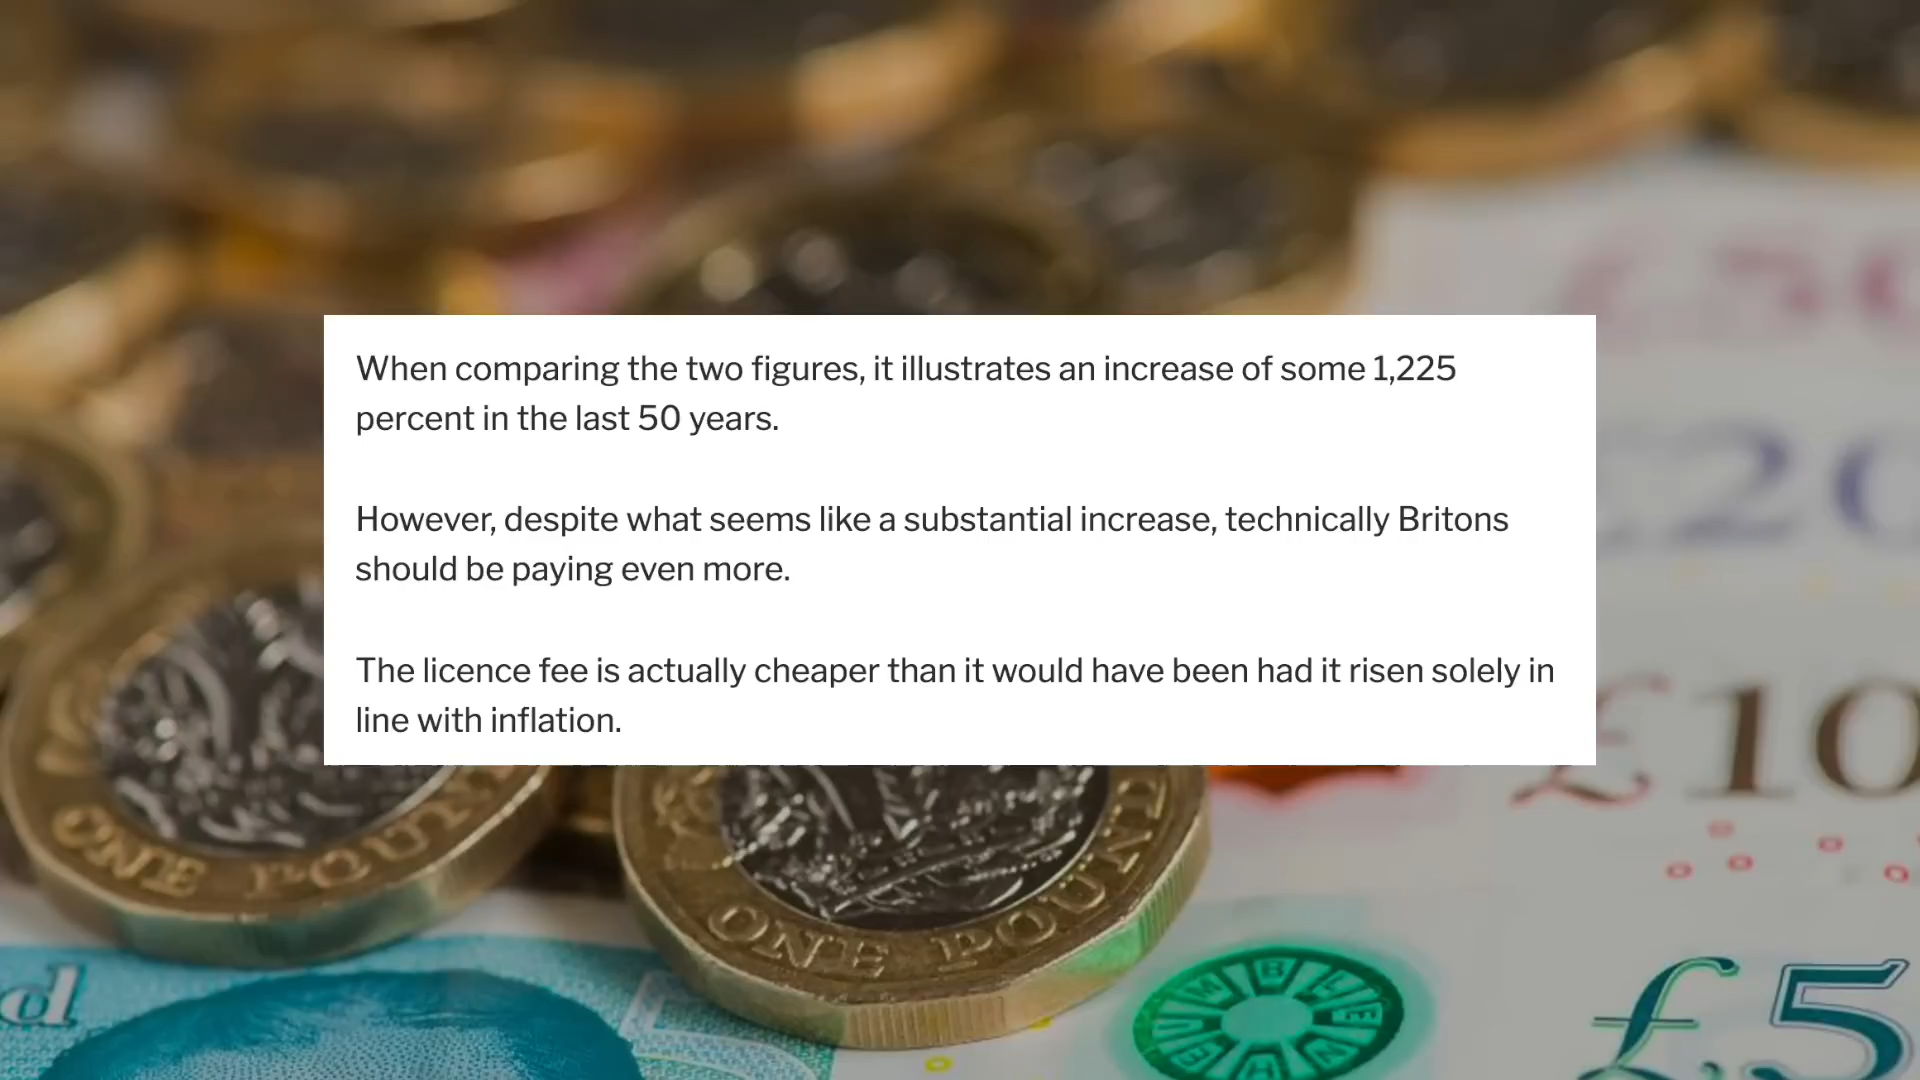 When comparing the two figures, it illustrates an increase of some 1,225
percent in the last 50 years.
However, despite what seems like a substantial increase, technically Britons
should be paying even more.
The licence fee is actually cheaper than it would have been had it risen solely in
line with inflation.
£20
£10
ONE POUND
ONE POUND
£5
d